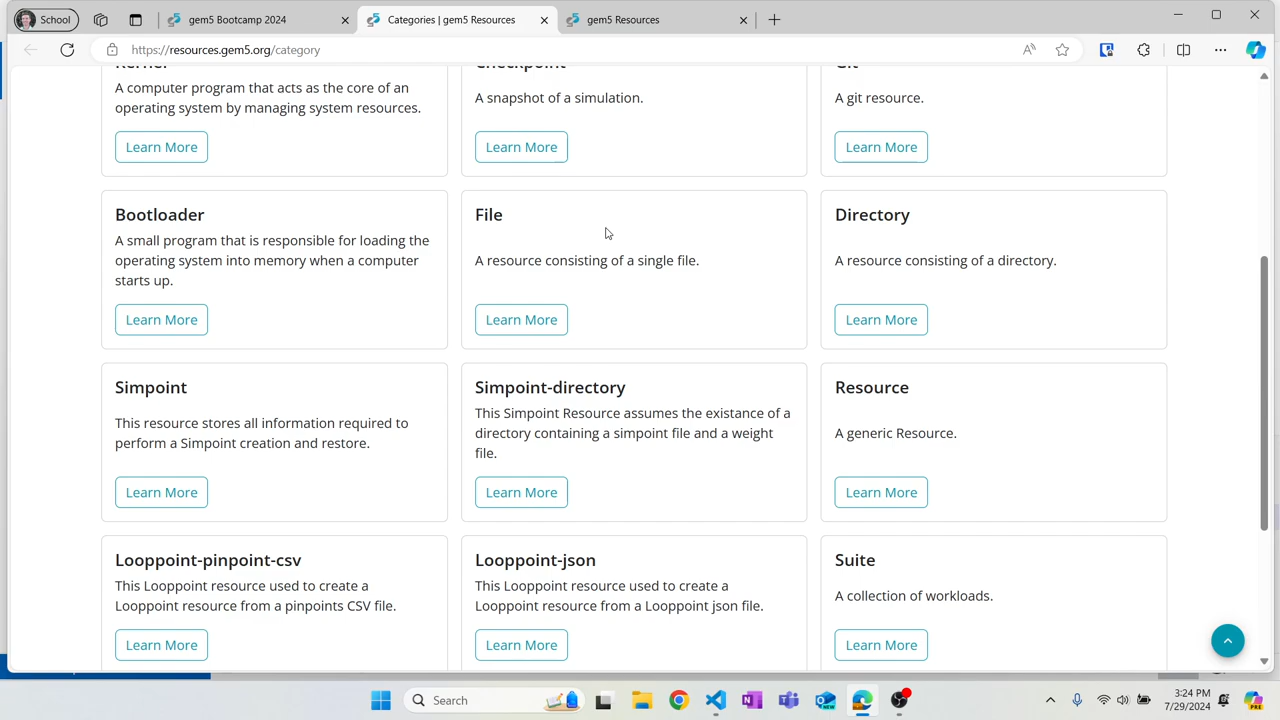 School
gem5 Bootcamp 2024
Categories | gem5 Resources
gem5 Resources
https://resources.gem5.org/category
Kernel
A computer program that acts as the core of an
operating system by managing system resources.
Learn More
Checkpoint
A snapshot of a simulation.
Learn More
Git
A git resource.
Learn More
Bootloader
A small program that is responsible for loading the
operating system into memory when a computer
starts up.
Learn More
File
A resource consisting of a single file.
Learn More
Directory
A resource consisting of a directory.
Learn More
Simpoint
This resource stores all information required to
perform a Simpoint creation and restore.
Learn More
Simpoint-directory
This Simpoint Resource assumes the existance of a
directory containing a simpoint file and a weight
file.
Learn More
Resource
A generic Resource.
Learn More
Looppoint-pinpoint-csv
This Looppoint resource used to create a
Looppoint resource from a pinpoints CSV file.
Learn More
Looppoint-json
This Looppoint resource used to create a
Looppoint resource from a Looppoint json file.
Learn More
Suite
A collection of workloads.
Learn More
Search
3:24 PM
7/29/2024